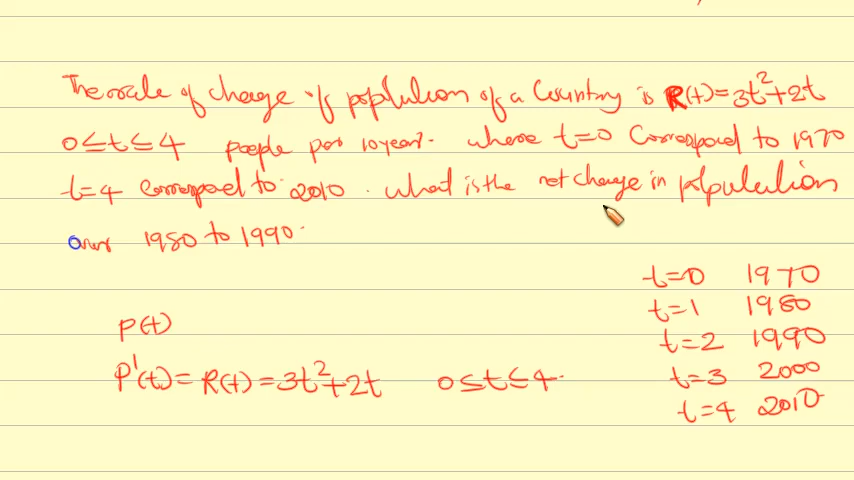 The rate of change of population of a Country is R(t)=3t²+2t
0≤t≤4 people per 10 years. where t=0 Correspond to 1970
t=4 correspond to 2010. What is the net change in population
over 1980 to 1990.
t=0 1970
t=1 1980
P(t)
t=2 1990
P'(t)=R(t)=3t²+2t 0≤t≤4.
t=3 2000
t=4 2010